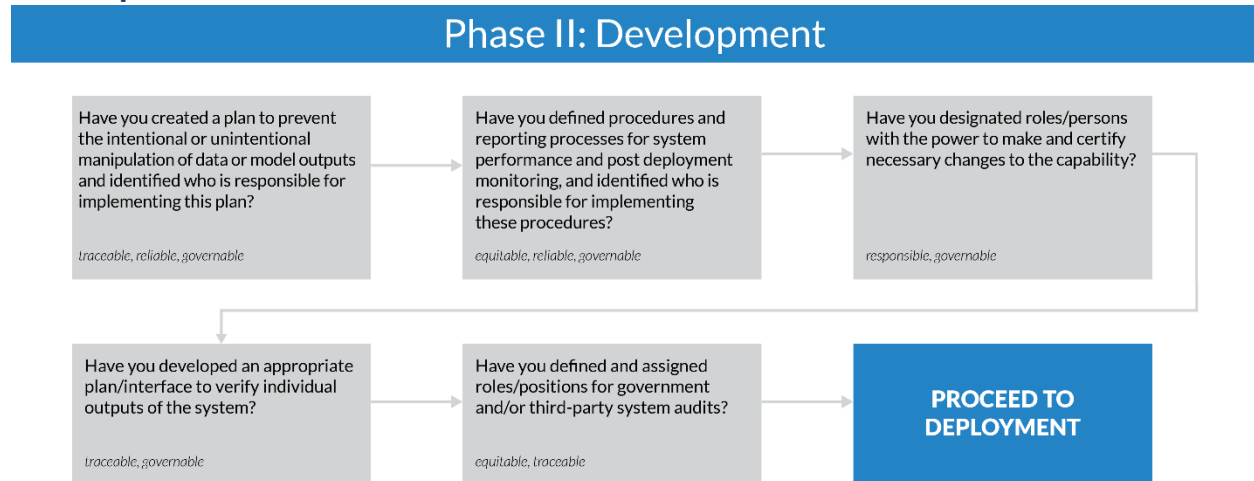 Phase II: Development
Have you created a plan to prevent
the intentional or unintentional
manipulation of data or model outputs
and identified who is responsible for
implementing this plan?
traceable, reliable, governable
Have you defined procedures and
reporting processes for system
performance and post deployment
monitoring, and identified who is
responsible for implementing
these procedures?
equitable, reliable, governable
Have you designated roles/persons
with the power to make and certify
necessary changes to the capability?
responsible, governable
Have you developed an appropriate
plan/interface to verify individual
outputs of the system?
traceable, governable
Have you defined and assigned
roles/positions for government
and/or third-party system audits?
equitable, traceable
PROCEED TO
DEPLOYMENT